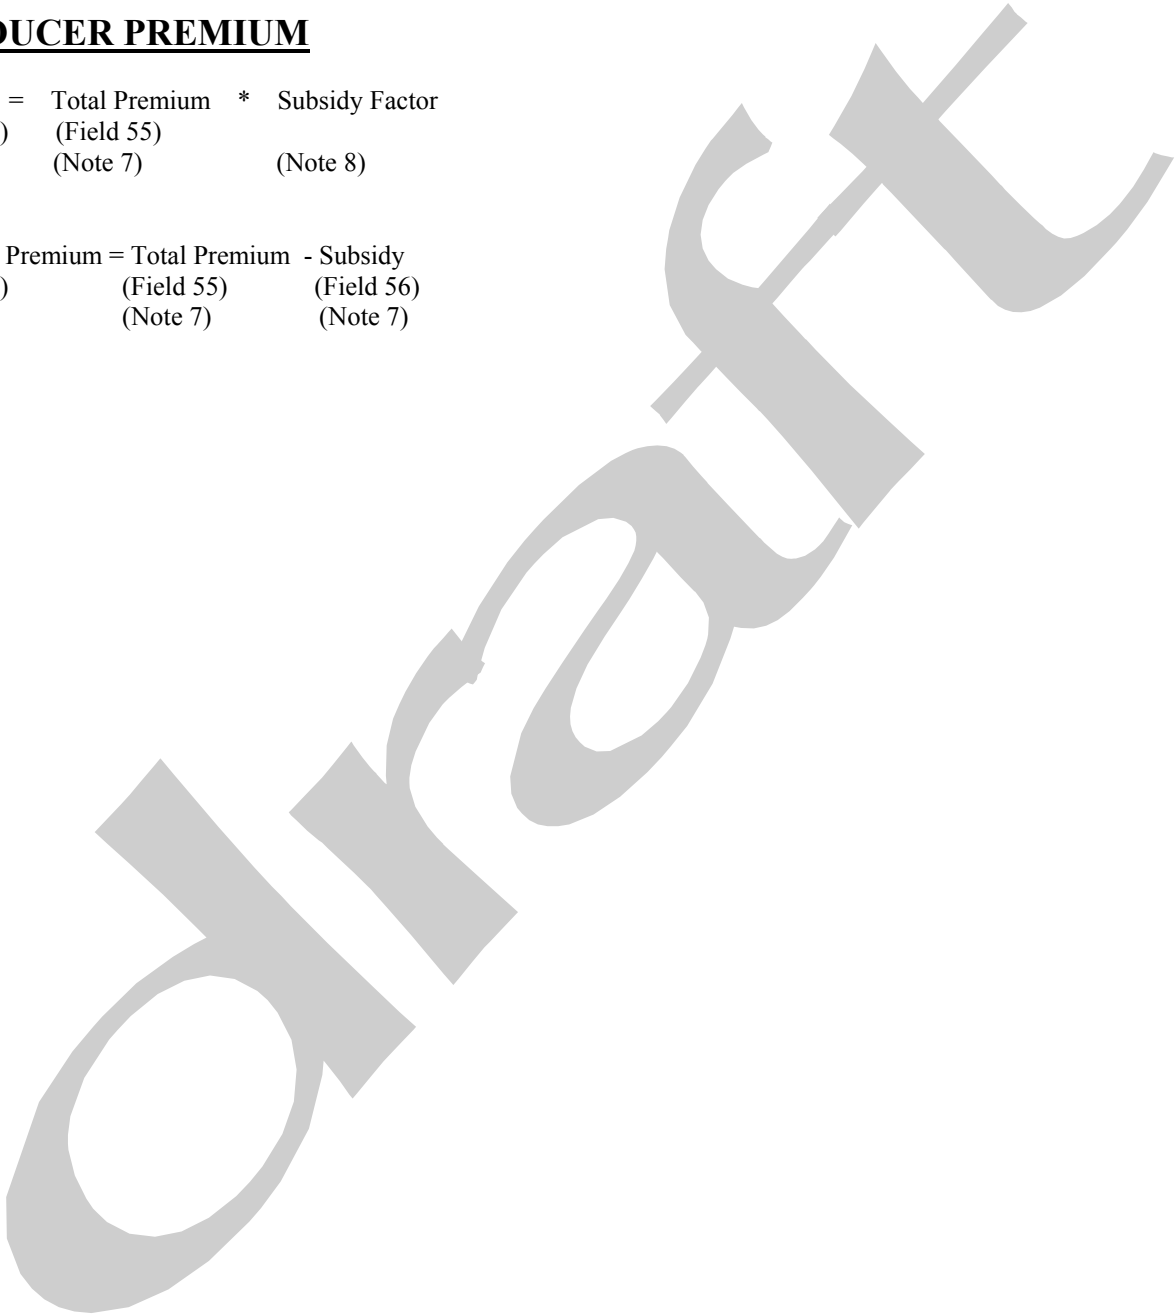 DUCER PREMIUM
= Total Premium * Subsidy Factor
) (Field 55)
(Note 7) (Note 8)
Premium = Total Premium - Subsidy
) (Field 55) (Field 56)
(Note 7) (Note 7)
draft